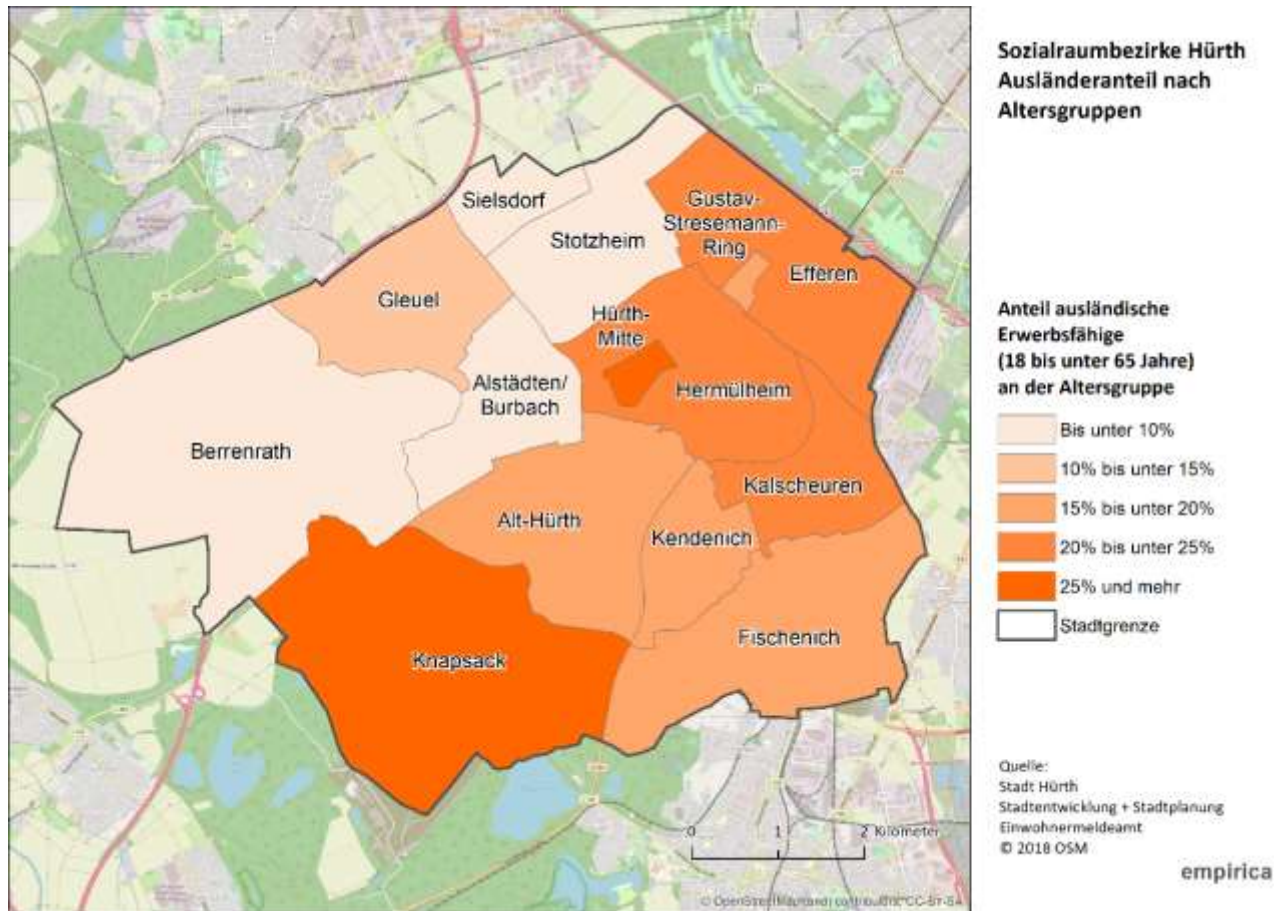 Sozialraumbezirke Hürth
Ausländeranteil nach
Altersgruppen
Sielsdorf
Stotzheim
Gustav-
Stresemann-
Ring
Efferen
Gleuel
Hürth-
Mitte
Hermülheim
Alstädten/
Burbach
Berrenrath
Kalscheuren
Alt-Hürth
Kendenich
Fischenich
Knapsack
Anteil ausländische
Erwerbsfähige
(18 bis unter 65 Jahre)
an der Altersgruppe
Bis unter 10%
10% bis unter 15%
15% bis unter 20%
20% bis unter 25%
25% und mehr
Stadtgrenze
0 1 2 Kilometer
Quelle:
Stadt Hürth
Stadtentwicklung + Stadtplanung
Einwohnermeldeamt
© 2018 OSM
empirica